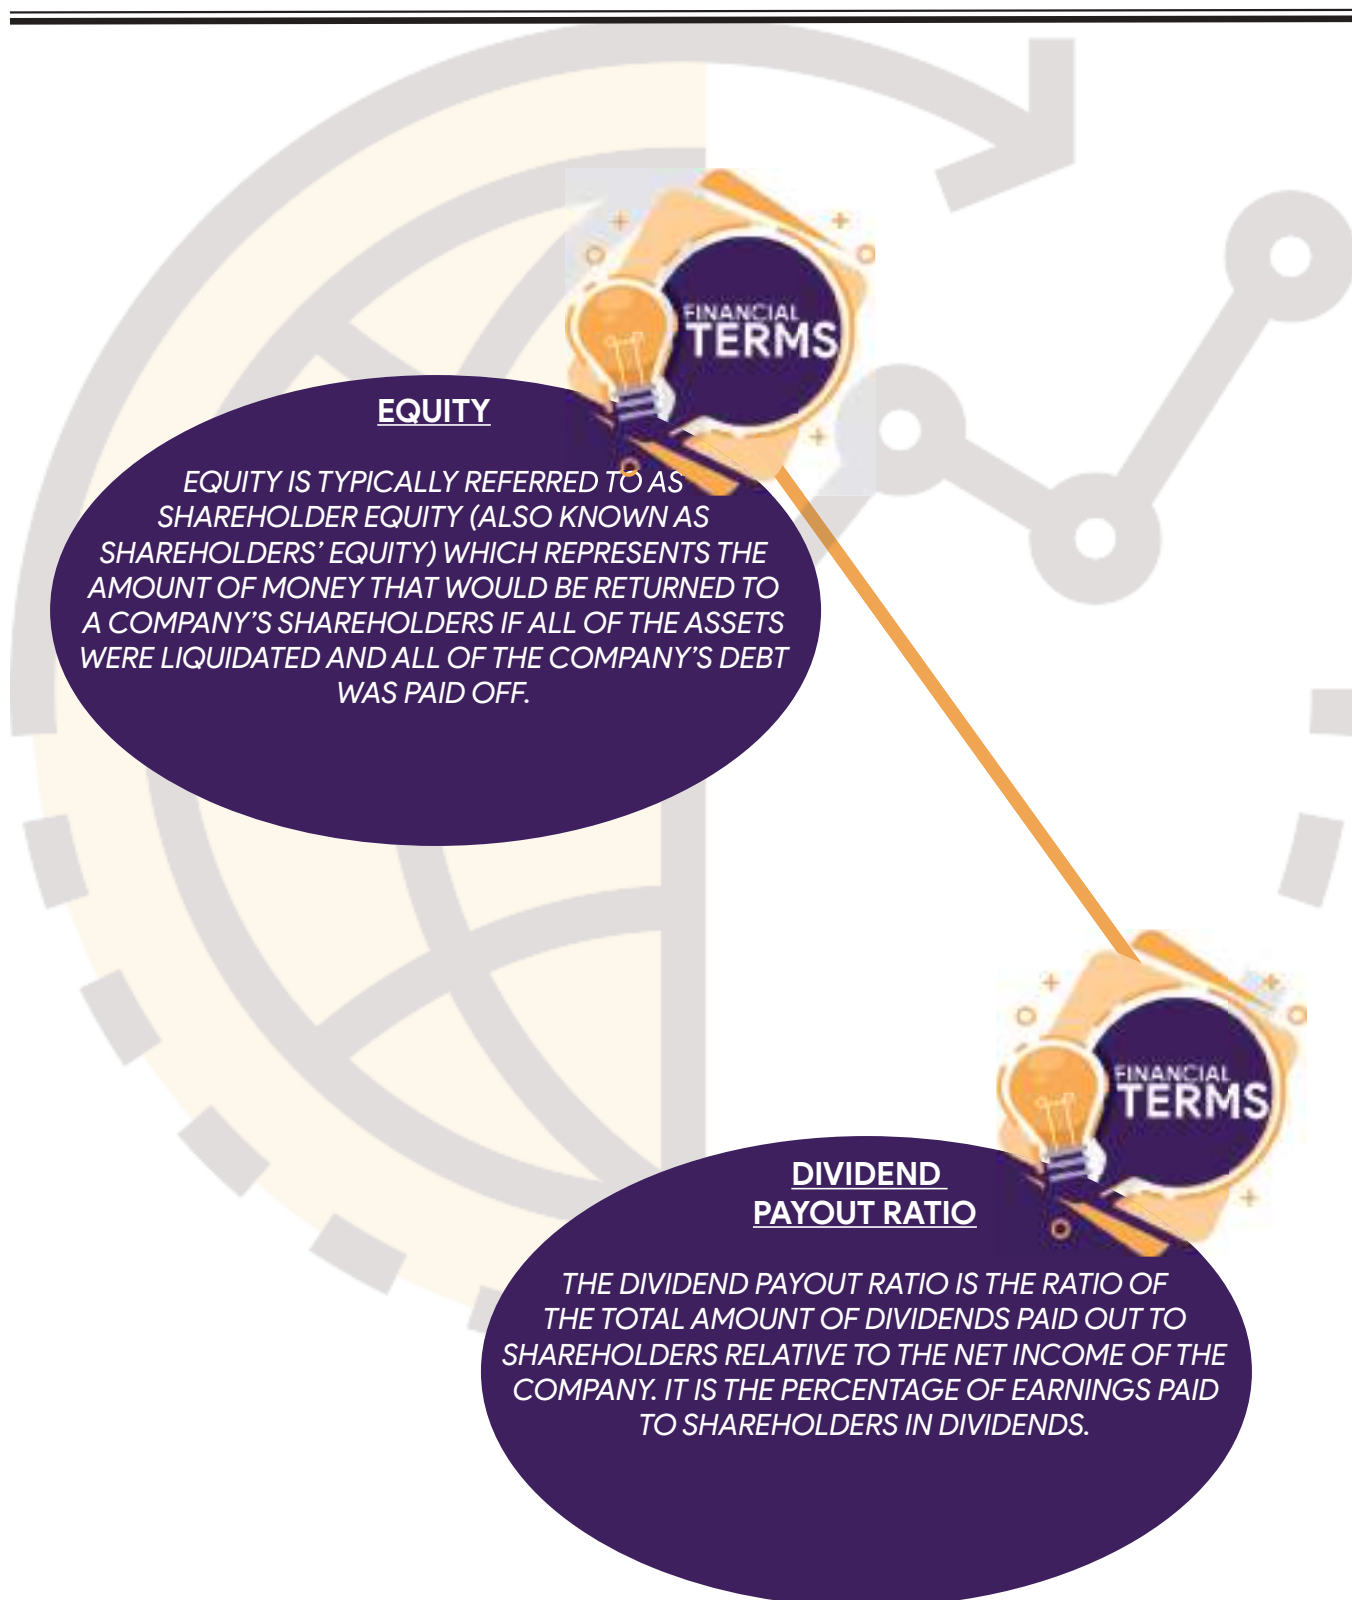 FINANCIAL
TERMS
EQUITY
EQUITY IS TYPICALLY REFERRED TO AS
SHAREHOLDER EQUITY (ALSO KNOWN AS
SHAREHOLDERS’ EQUITY) WHICH REPRESENTS THE
AMOUNT OF MONEY THAT WOULD BE RETURNED TO
A COMPANY’S SHAREHOLDERS IF ALL OF THE ASSETS
WERE LIQUIDATED AND ALL OF THE COMPANY’S DEBT
WAS PAID OFF.
FINANCIAL
TERMS
DIVIDEND
PAYOUT RATIO
THE DIVIDEND PAYOUT RATIO IS THE RATIO OF
THE TOTAL AMOUNT OF DIVIDENDS PAID OUT TO
SHAREHOLDERS RELATIVE TO THE NET INCOME OF THE
COMPANY. IT IS THE PERCENTAGE OF EARNINGS PAID
TO SHAREHOLDERS IN DIVIDENDS.